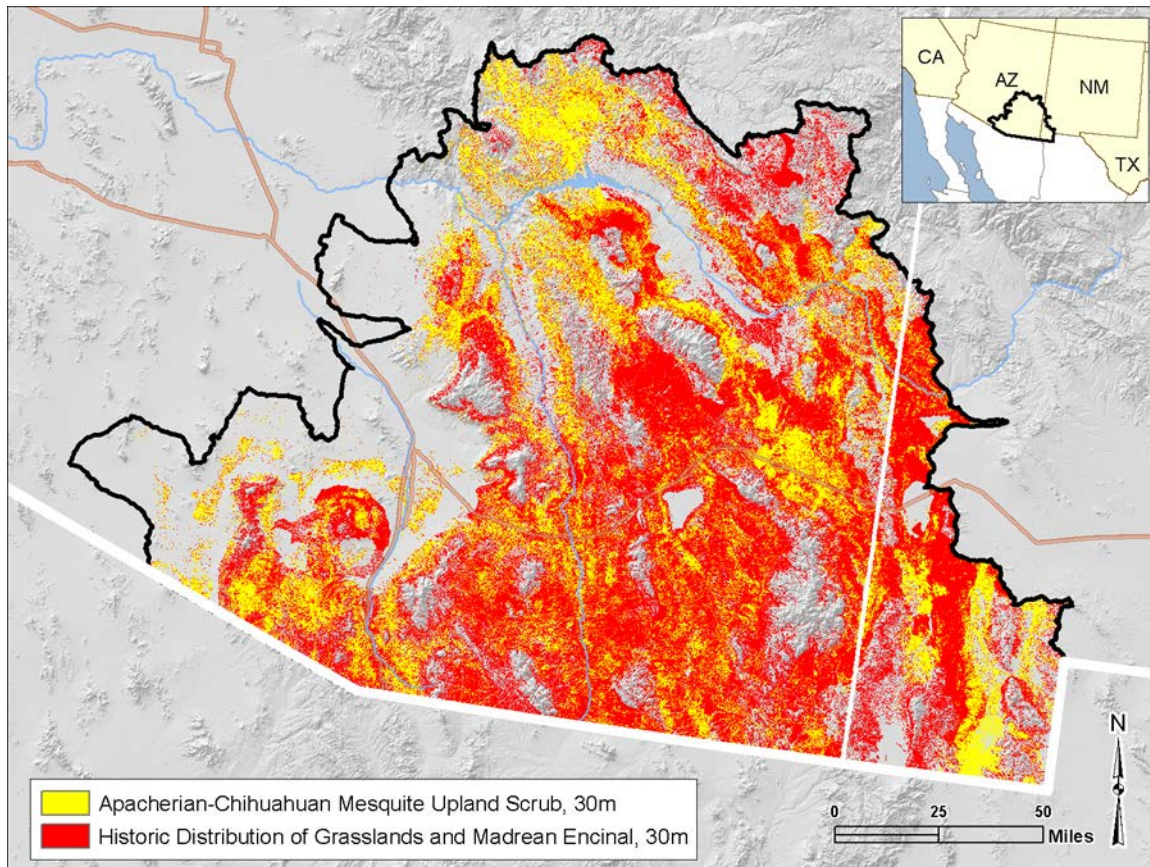 CA
AZ
NM
TX
N
Apacherian-Chihuahuan Mesquite Upland Scrub, 30m
Historic Distribution of Grasslands and Madrean Encinal, 30m
0 25 50
Miles